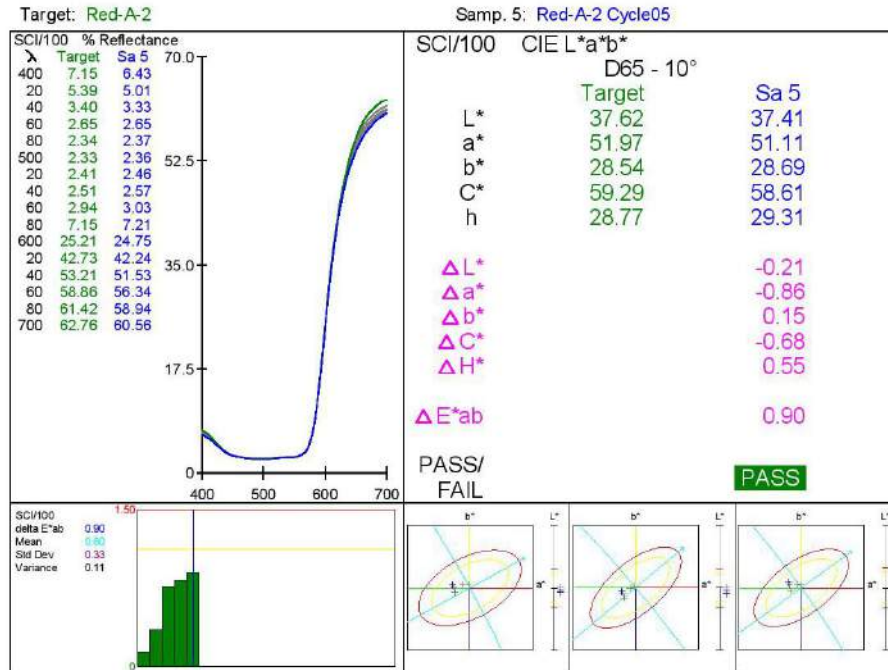 Target: Red-A-2
Samp. 5: Red-A-2 Cycle05
SCI/100 % Reflectance
λ Target Sa 5
400 7.15 6.43
20 5.39 5.01
40 3.40 3.33
60 2.65 2.65
80 2.34 2.37
500 2.33 2.36
20 2.41 2.46
40 2.51 2.57
60 2.94 3.03
80 7.15 7.21
600 25.21 24.75
20 42.73 42.24
40 53.21 51.53
60 58.86 56.34
80 61.42 58.94
700 62.76 60.56
70.0
52.5
35.0
17.5
0
400 500 600 700
SCI/100 CIE L*a*b*
D65 - 10°
Target Sa 5
L* 37.62 37.41
a* 51.97 51.11
b* 28.54 28.69
C* 59.29 58.61
h 28.77 29.31
Δ L* -0.21
Δ a* -0.86
Δ b* 0.15
Δ C* -0.68
Δ H* 0.55
Δ E*ab 0.90
PASS/
FAIL
PASS
SCI/100
delta E*ab 0.90
Mean 0.60
Std Dev 0.33
Variance 0.11
1.50
0
b* L*
a*
b* L*
a*
b* L*
a*